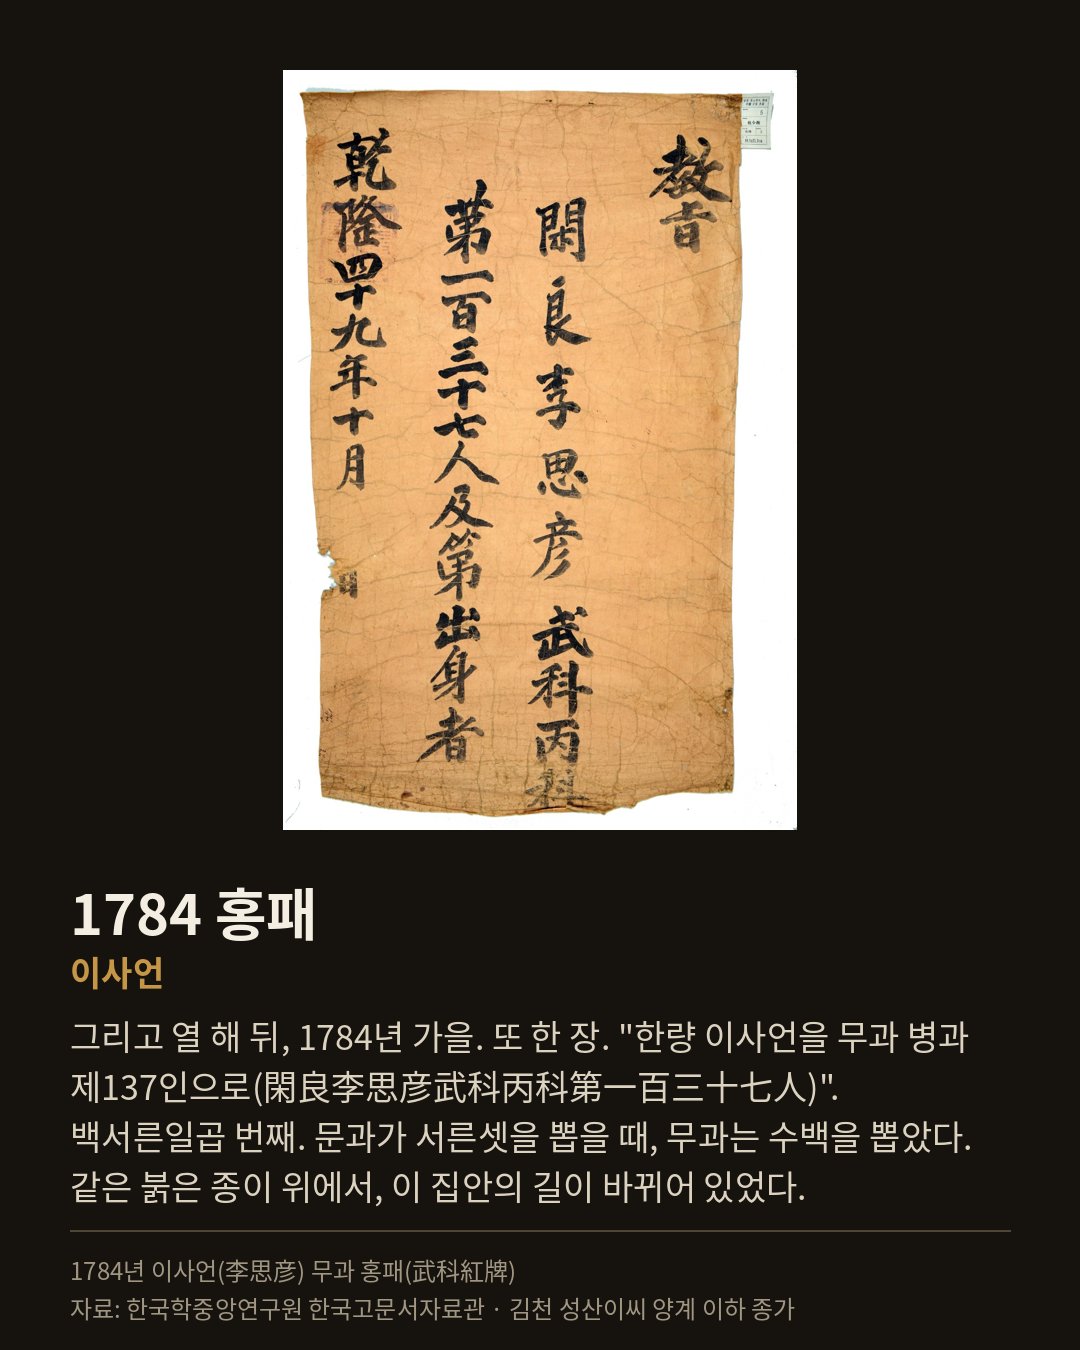 敎旨
閑良李思彦武科丙科
第一百三十七人及第出身者
乾隆四十九年十月
日
1784 홍패
이사언
그리고 열 해 뒤, 1784년 가을. 또 한 장. "한량 이사언을 무과 병과
제137인으로(閑良李思彦武科丙科第一百三十七人)".
백서른일곱 번째. 문과가 서른셋을 뽑을 때, 무과는 수백을 뽑았다.
같은 붉은 종이 위에서, 이 집안의 길이 바뀌어 있었다.
1784년 이사언(李思彦) 무과 홍패(武科紅牌)
자료: 한국학중앙연구원 한국고문서자료관 · 김천 성산이씨 양계 이하 종가